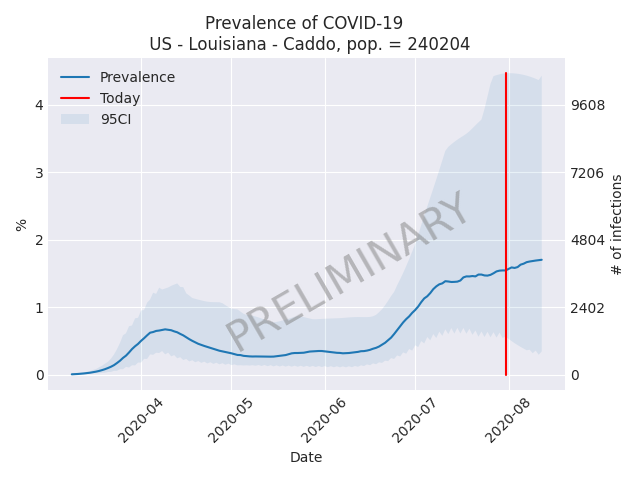 Prevalence of COVID-19
US - Louisiana - Caddo, pop. = 240204
Prevalence
Today
95CI
4
3
2
1
0
%
9608
7206
4804
2402
0
# of infections
PRELIMINARY
2020-04
2020-05
2020-06
2020-07
2020-08
Date